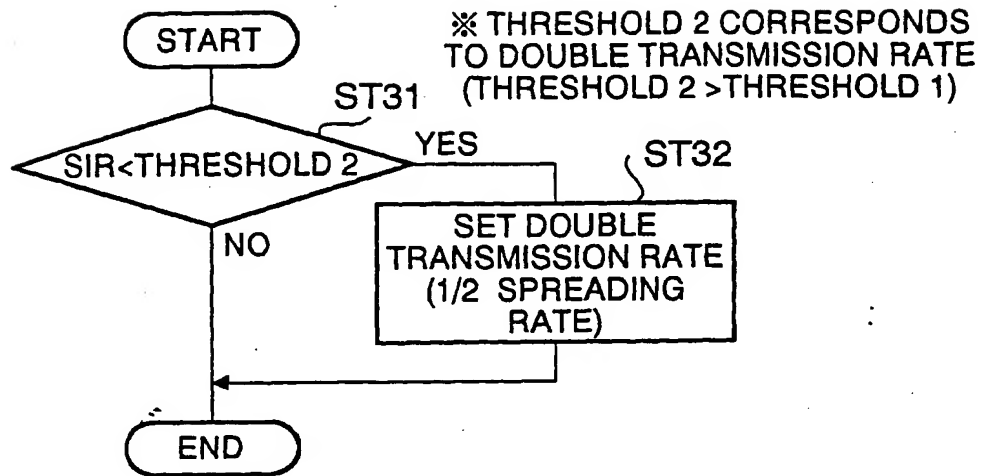 START
※ THRESHOLD 2 CORRESPONDS
TO DOUBLE TRANSMISSION RATE
(THRESHOLD 2 >THRESHOLD 1)
ST31
SIR<THRESHOLD 2
YES
ST32
NO
SET DOUBLE
TRANSMISSION RATE
(1/2 SPREADING
RATE)
END